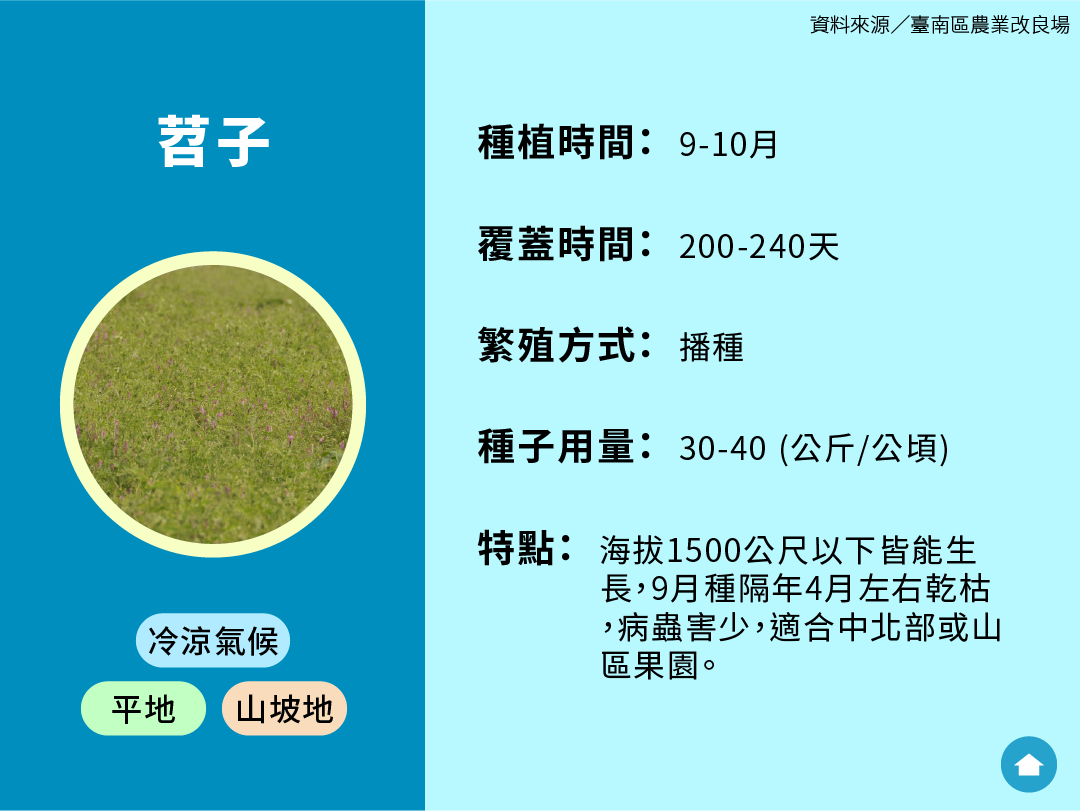 資料來源／臺南區農業改良場
苕子
冷涼氣候
平地
山坡地
種植時間： 9-10月
覆蓋時間： 200-240天
繁殖方式： 播種
種子用量： 30-40 (公斤/公頃)
特點： 海拔1500公尺以下皆能生
長，9月種隔年4月左右乾枯
，病蟲害少，適合中北部或山
區果園。